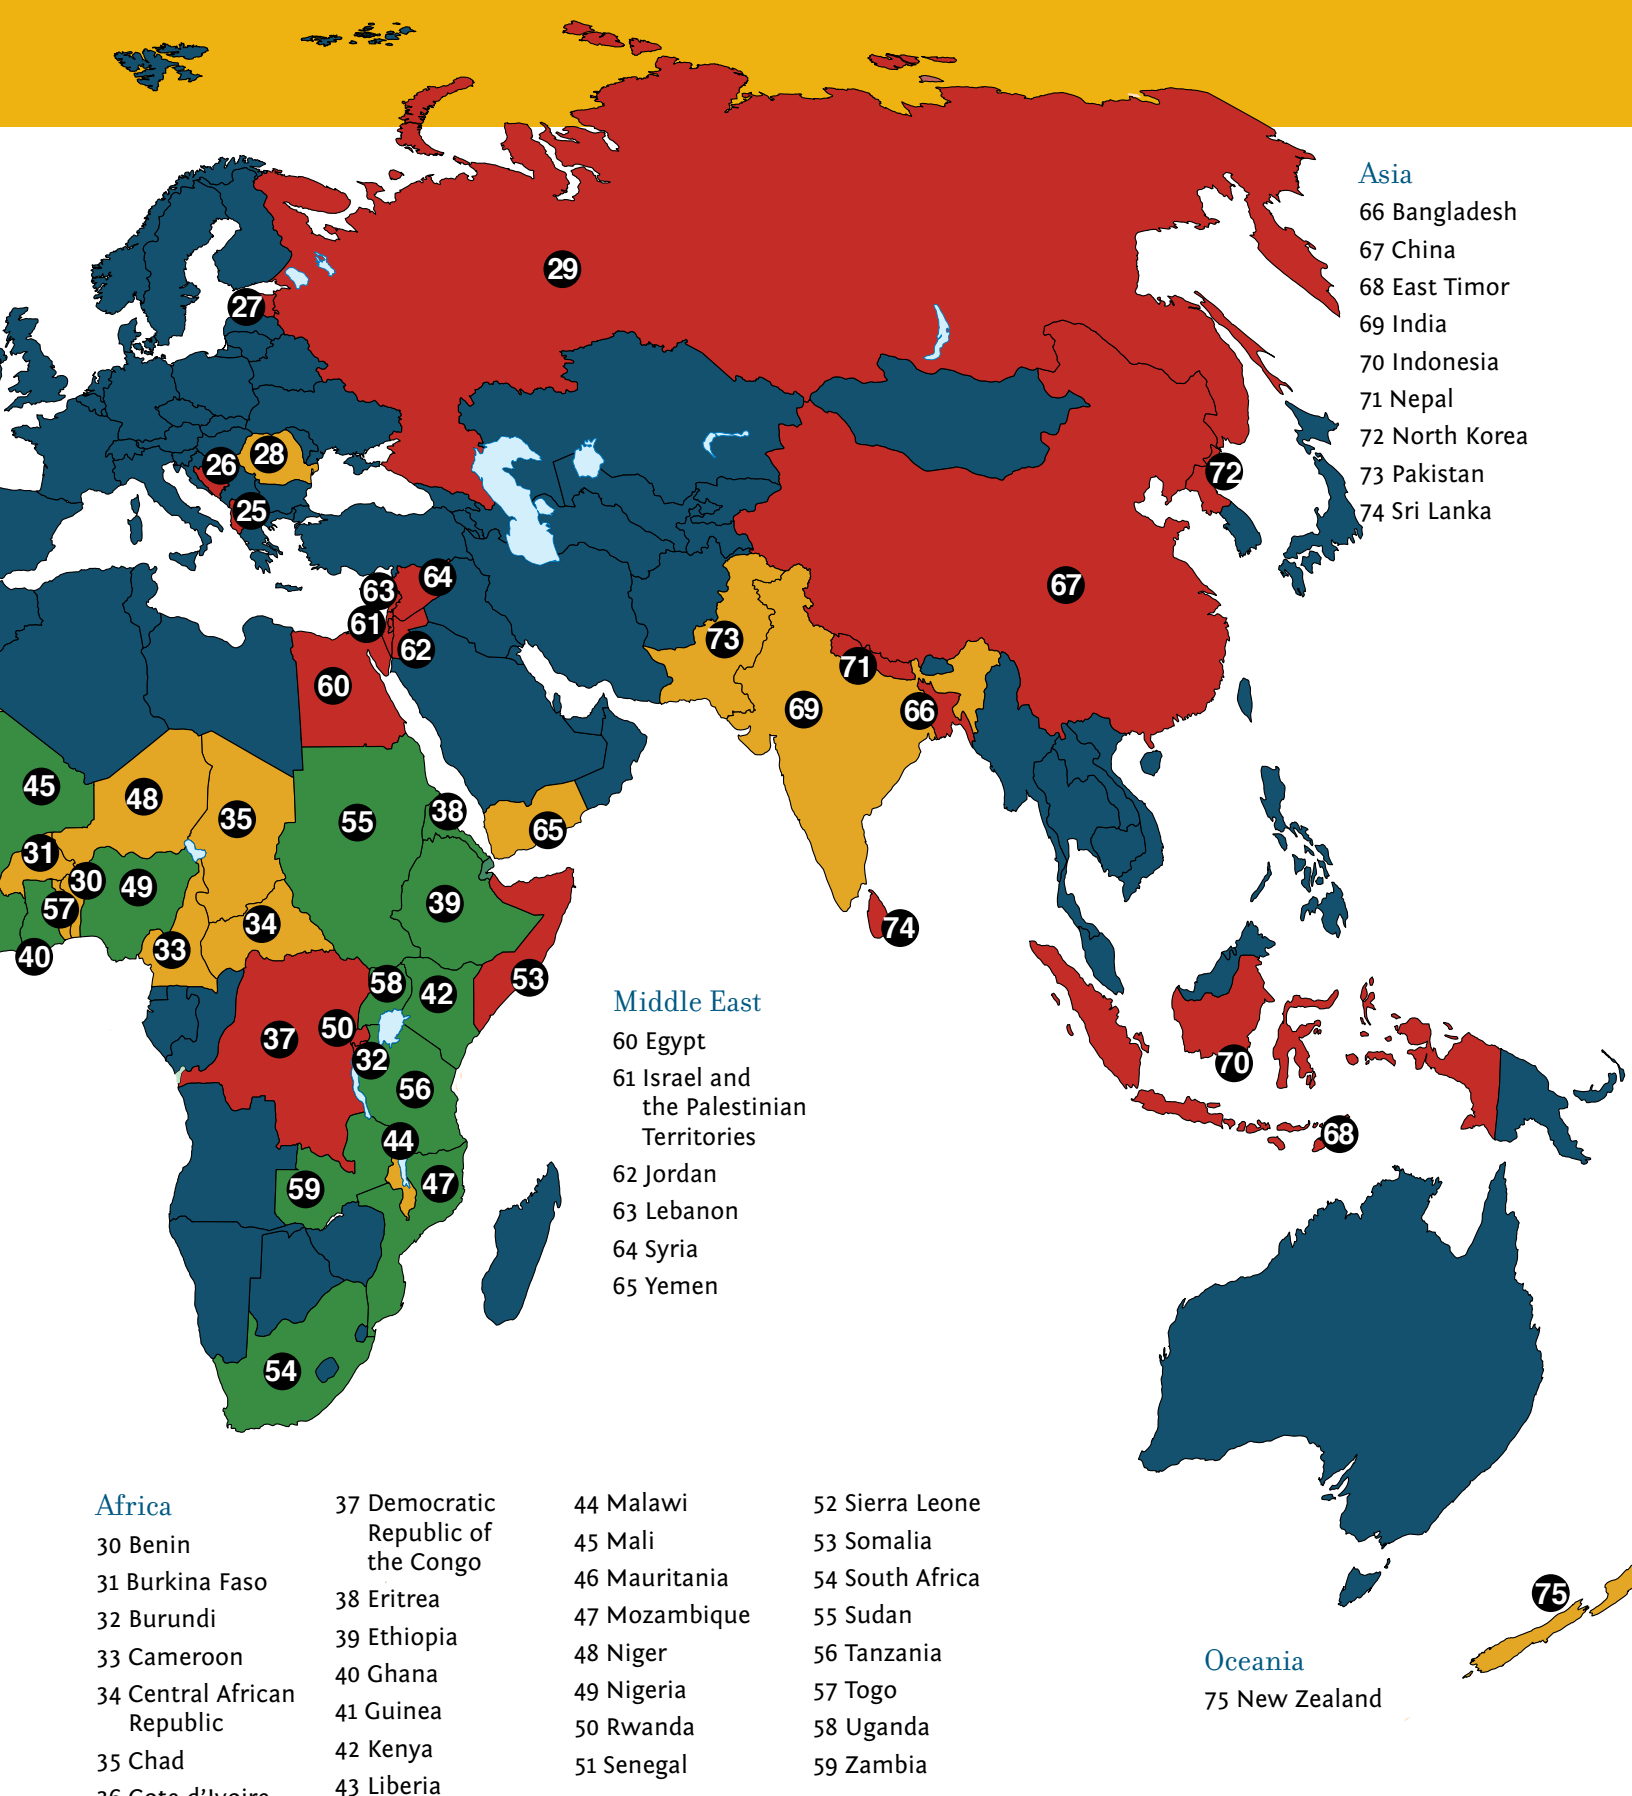 29
27
26
28
25
72
63
64
61
62
60
67
73
71
69
66
45
48
35
55
38
65
31
30
49
57
39
34
33
40
74
58
42
53
37
50
32
56
70
44
68
59
47
54
75
Asia
66 Bangladesh
67 China
68 East Timor
69 India
70 Indonesia
71 Nepal
72 North Korea
73 Pakistan
74 Sri Lanka
Middle East
60 Egypt
61 Israel and
the Palestinian
Territories
62 Jordan
63 Lebanon
64 Syria
65 Yemen
Africa
30 Benin
31 Burkina Faso
32 Burundi
33 Cameroon
34 Central African
Republic
35 Chad
36 Cote d'Ivoire
37 Democratic
Republic of
the Congo
38 Eritrea
39 Ethiopia
40 Ghana
41 Guinea
42 Kenya
43 Liberia
44 Malawi
45 Mali
46 Mauritania
47 Mozambique
48 Niger
49 Nigeria
50 Rwanda
51 Senegal
52 Sierra Leone
53 Somalia
54 South Africa
55 Sudan
56 Tanzania
57 Togo
58 Uganda
59 Zambia
Oceania
75 New Zealand